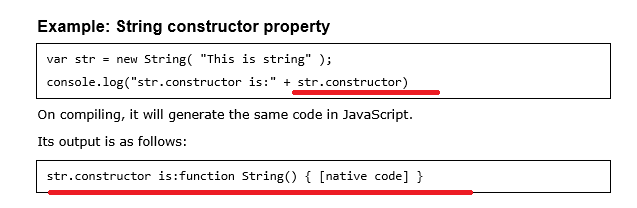 Example: String constructor property
var str = new String( "This is string" );
console.log("str.constructor is:" + str.constructor)
On compiling, it will generate the same code in JavaScript.
Its output is as follows:
str.constructor is:function String() { [native code] }